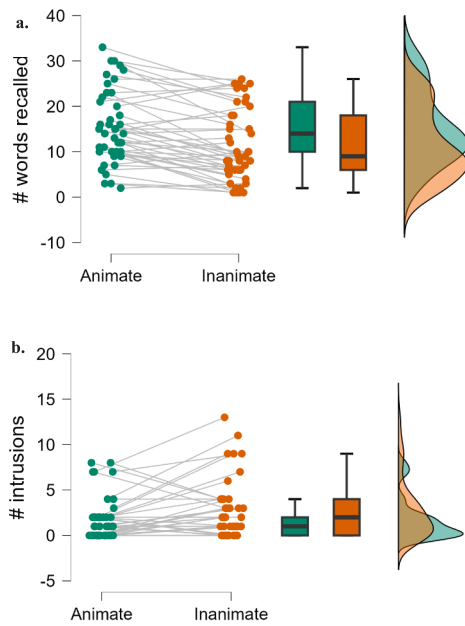 a.
# words recalled
40
30
20
10
0
-10
Animate Inanimate
b.
# intrusions
20
15
10
5
0
-5
Animate Inanimate